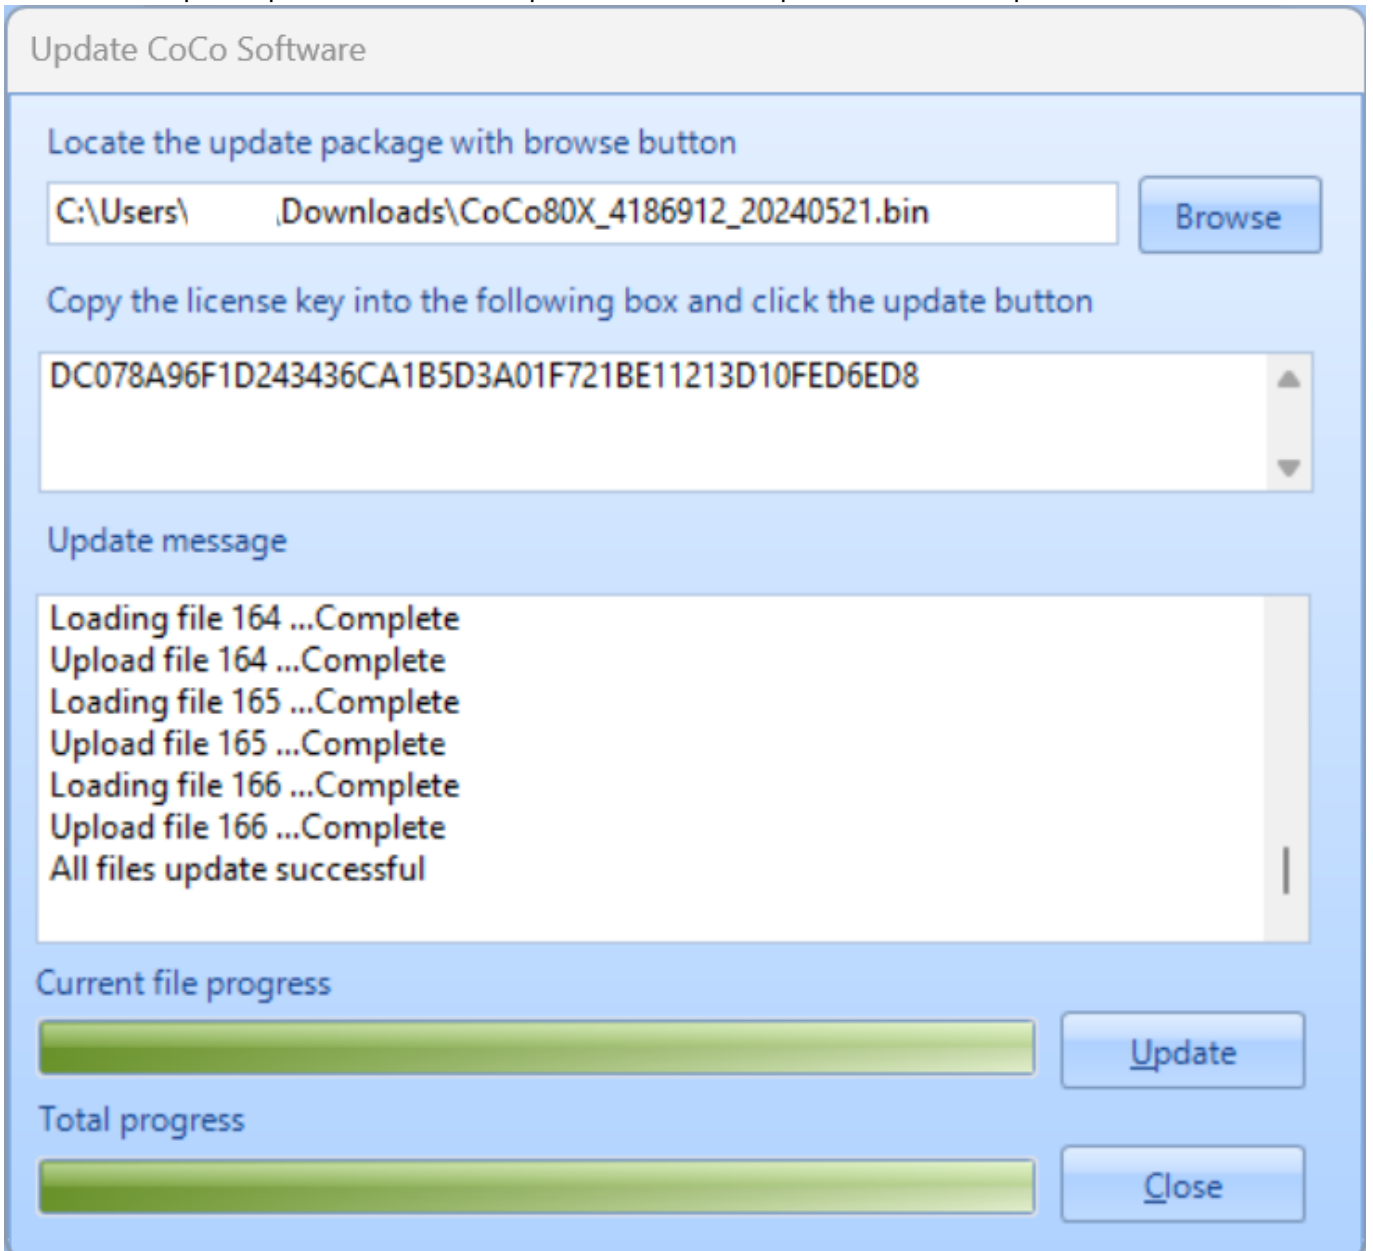 Update CoCo Software
Locate the update package with browse button
C:\Users\ Downloads\CoCo80X_4186912_20240521.bin
Browse
Copy the license key into the following box and click the update button
DC078A96F1D243436CA1B5D3A01F721BE11213D10FED6ED8
Update message
Loading file 164 ...Complete
Upload file 164 ...Complete
Loading file 165 ...Complete
Upload file 165 ...Complete
Loading file 166 ...Complete
Upload file 166 ...Complete
All files update successful
Current file progress
Update
Total progress
Close